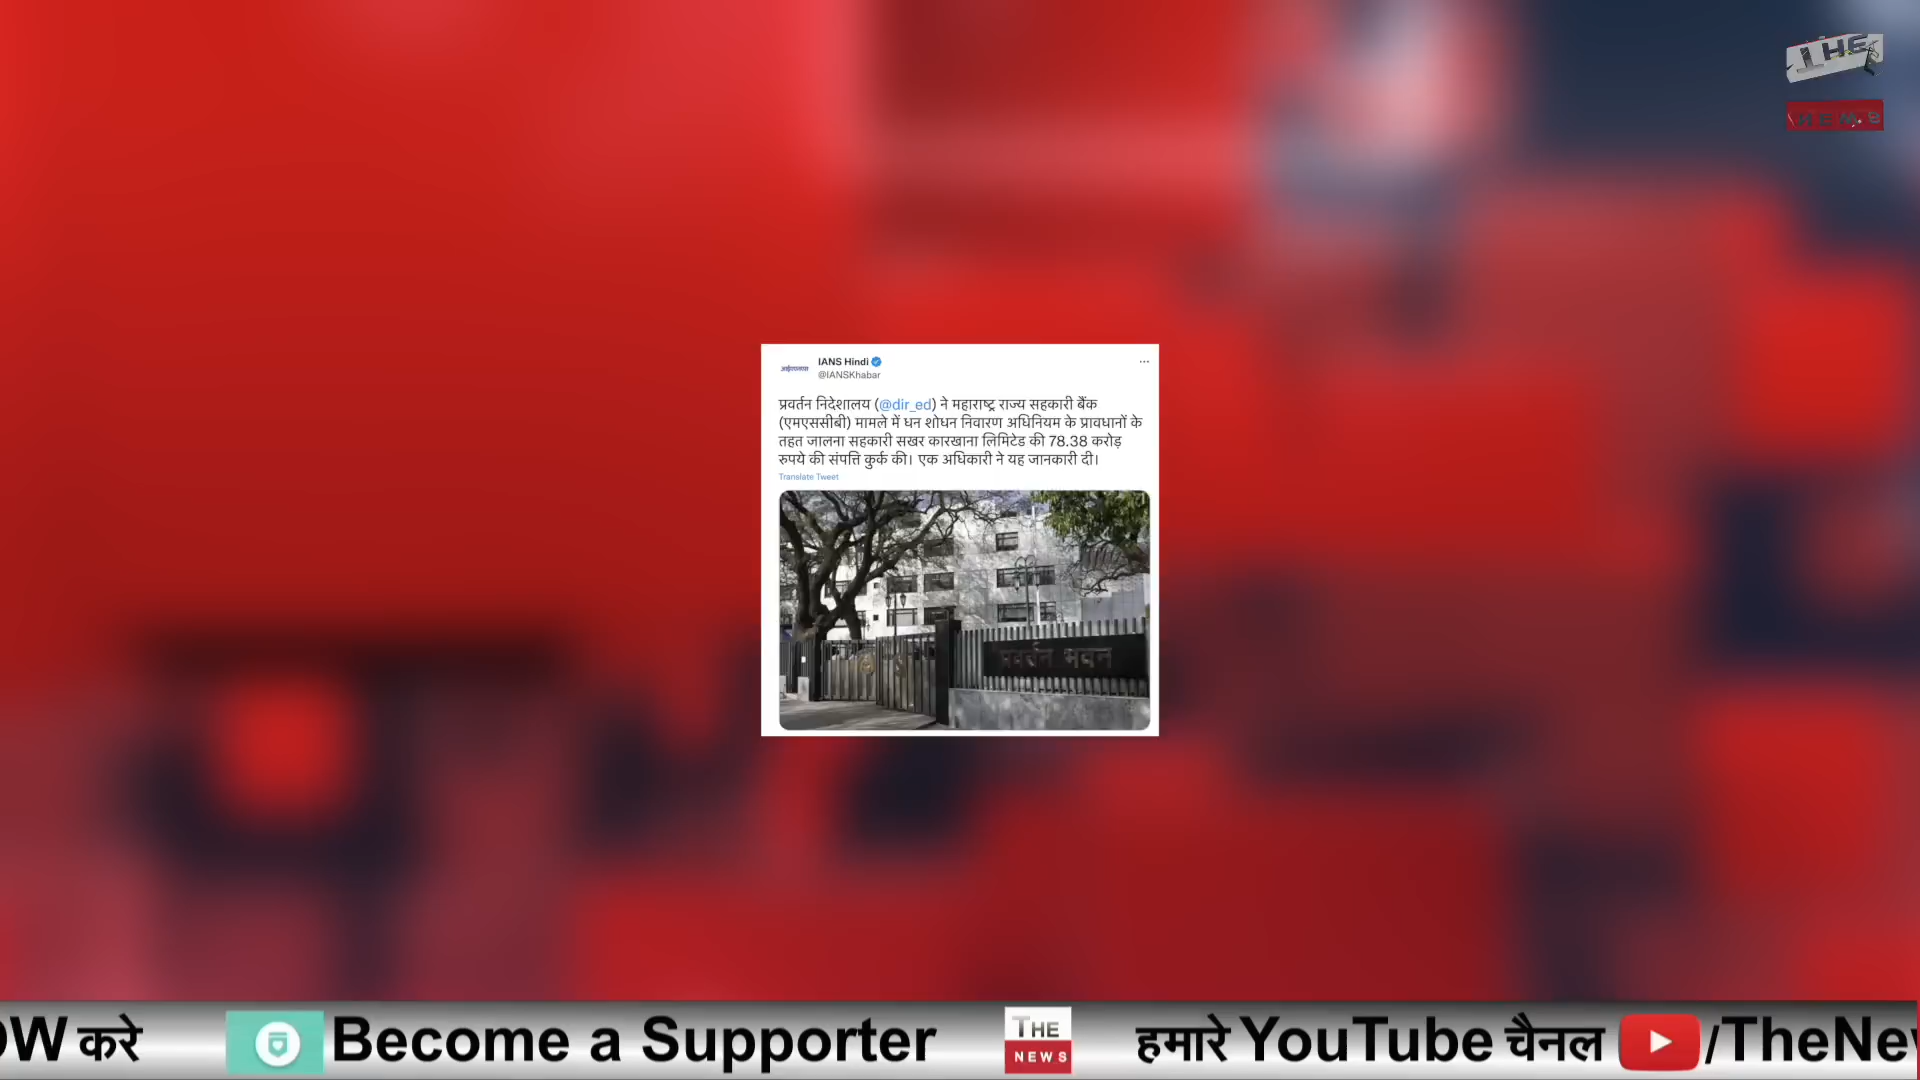 THE
NEWS
IANS Hindi
@IANSKhabar
प्रवर्तन निदेशालय (@dir_ed) ने महाराष्ट्र राज्य सहकारी बैंक
(एमएससीबी) मामले में धन शोधन निवारण अधिनियम के प्रावधानों के
तहत जालना सहकारी सखर कारखाना लिमिटेड की 78.38 करोड़
रुपये की संपत्ति कुर्क की। एक अधिकारी ने यह जानकारी दी।
Translate Tweet
प्रवर्तन भवन
करे Become a Supporter THE NEWS हमारे YouTube चैनल /TheNe